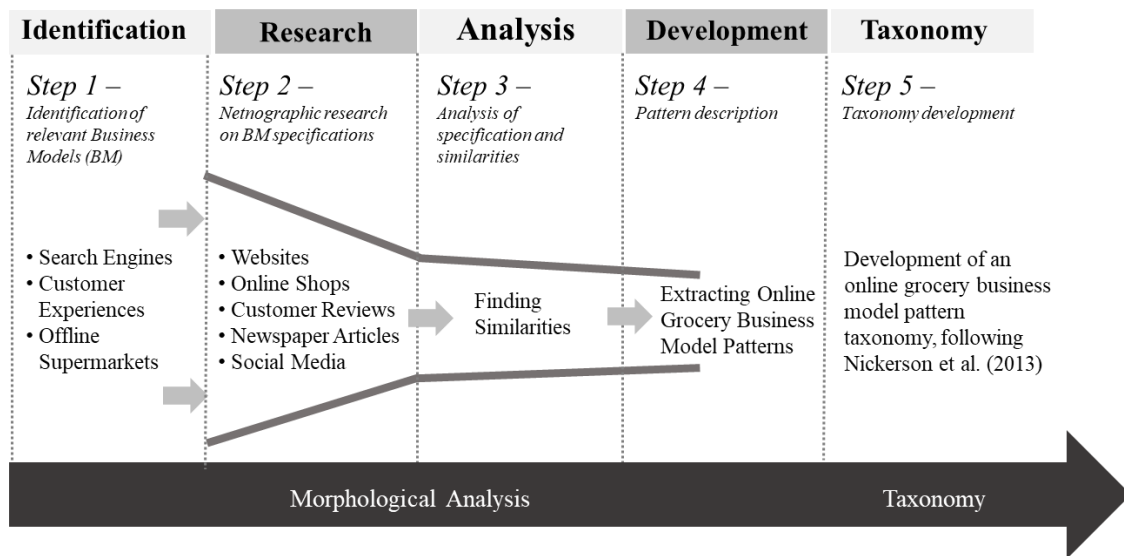 Identification
Research
Analysis
Development
Taxonomy
Step 1 –
Identification of
relevant Business
Models (BM)
Step 2 –
Netnographic research
on BM specifications
Step 3 –
Analysis of
specification and
similarities
Step 4 –
Pattern description
Step 5 –
Taxonomy development
• Search Engines
• Customer
Experiences
• Offline
Supermarkets
• Websites
• Online Shops
• Customer Reviews
• Newspaper Articles
• Social Media
Finding
Similarities
Extracting Online
Grocery Business
Model Patterns
Development of an
online grocery business
model pattern
taxonomy, following
Nickerson et al. (2013)
Morphological Analysis
Taxonomy